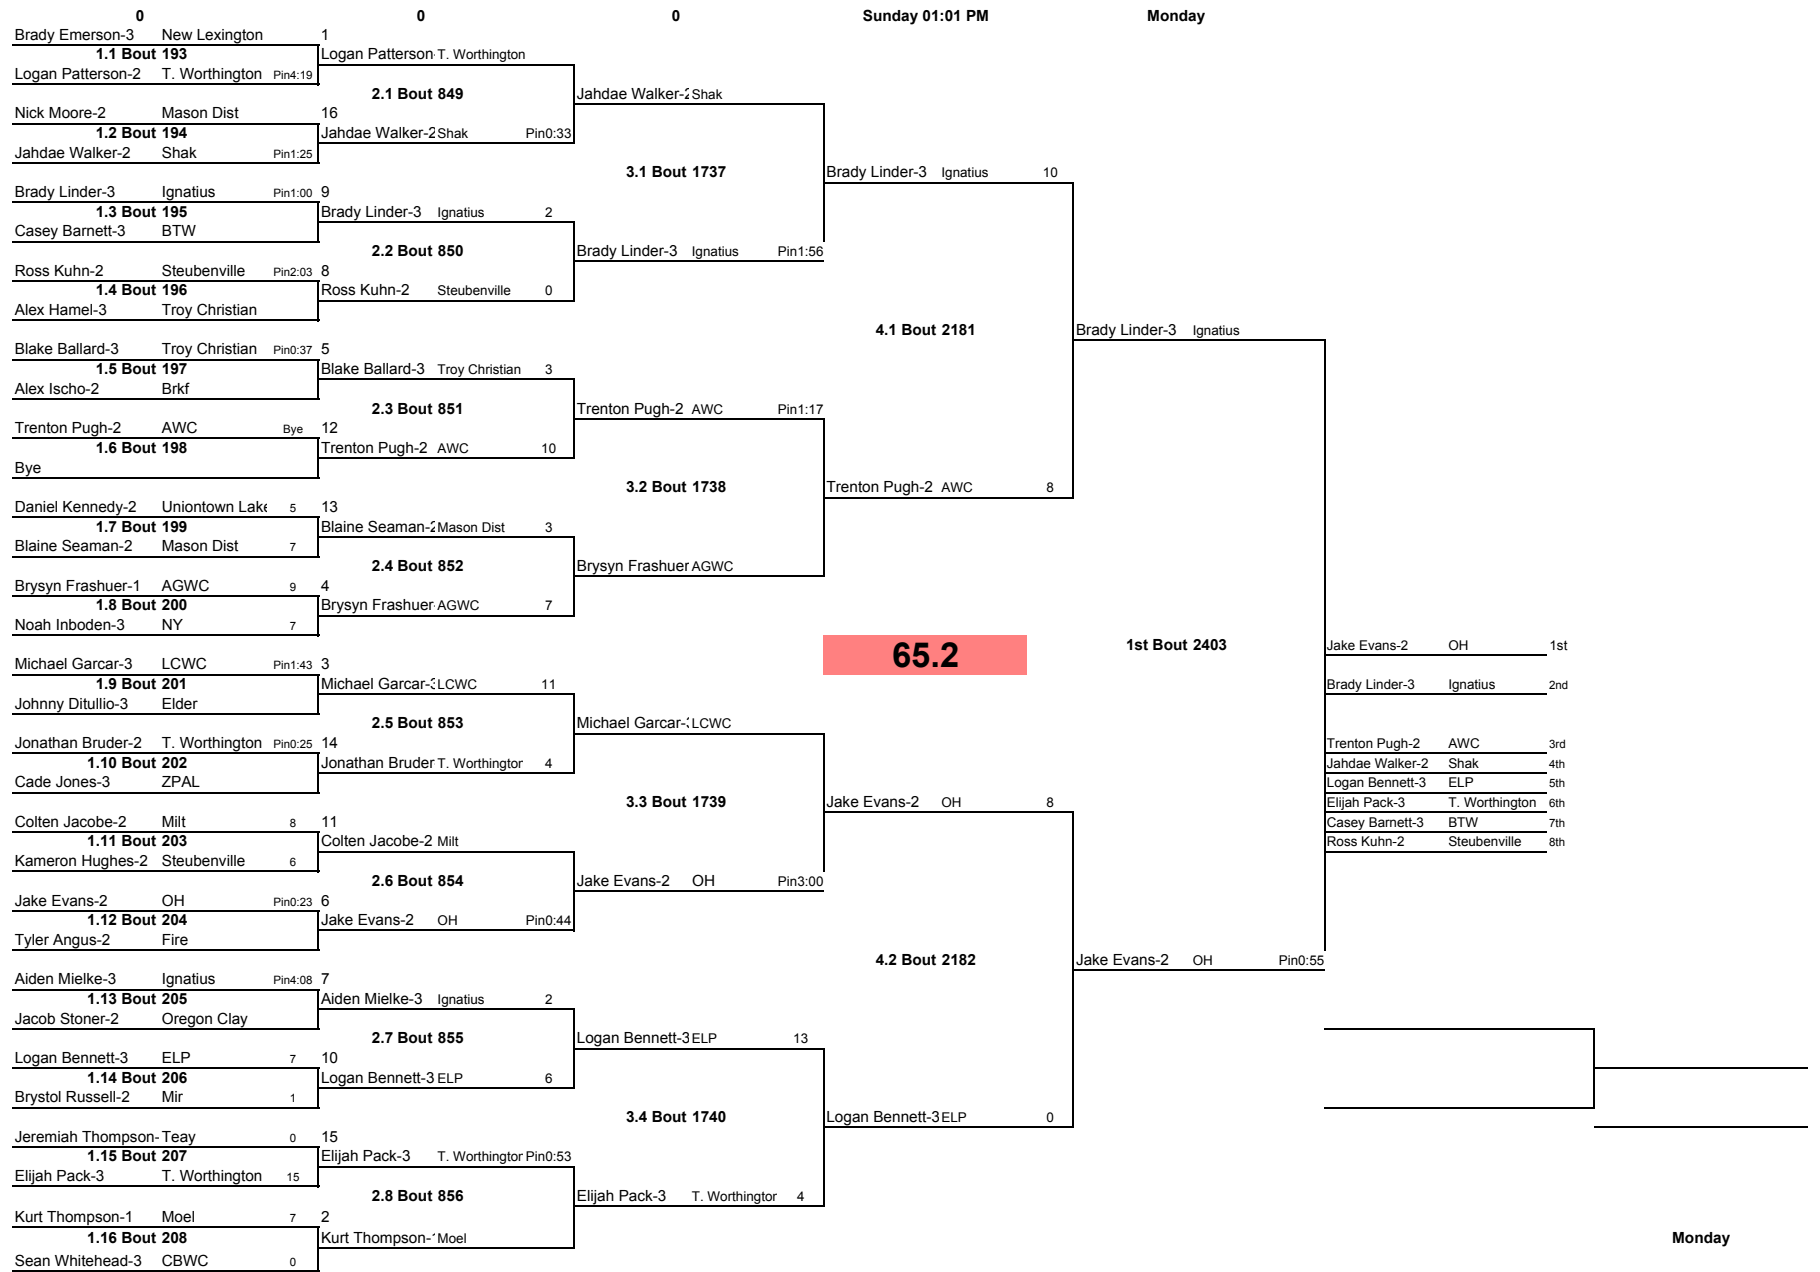 0 0 0 Sunday 01:01 PM Monday
Brady Emerson-3 New Lexington 1
1.1 Bout 193 Logan Patterson- T. Worthington
Logan Patterson-2 T. Worthington Pin4:19
2.1 Bout 849 Jahdae Walker-2 Shak
Nick Moore-2 Mason Dist 16
1.2 Bout 194 Jahdae Walker-2 Shak Pin0:33
Jahdae Walker-2 Shak Pin1:25
3.1 Bout 1737 Brady Linder-3 Ignatius 10
Brady Linder-3 Ignatius Pin1:00 9
1.3 Bout 195 Brady Linder-3 Ignatius 2
Casey Barnett-3 BTW
2.2 Bout 850 Brady Linder-3 Ignatius Pin1:56
Ross Kuhn-2 Steubenville Pin2:03 8
1.4 Bout 196 Ross Kuhn-2 Steubenville 0
Alex Hamel-3 Troy Christian
4.1 Bout 2181 Brady Linder-3 Ignatius
Blake Ballard-3 Troy Christian Pin0:37 5
1.5 Bout 197 Blake Ballard-3 Troy Christian 3
Alex Ischo-2 Brkf
2.3 Bout 851 Trenton Pugh-2 AWC Pin1:17
Trenton Pugh-2 AWC Bye 12
1.6 Bout 198 Trenton Pugh-2 AWC 10
Bye
3.2 Bout 1738 Trenton Pugh-2 AWC 8
Daniel Kennedy-2 Uniontown Lake 5 13
1.7 Bout 199 Blaine Seaman-2 Mason Dist 3
Blaine Seaman-2 Mason Dist 7
2.4 Bout 852 Brysyn Frashuer AGWC
Brysyn Frashuer-1 AGWC 9 4
1.8 Bout 200 Brysyn Frashuer- AGWC 7
Noah Inboden-3 NY 7
65.2 1st Bout 2403 Jake Evans-2 OH 1st
Michael Garcar-3 LCWC Pin1:43 3
1.9 Bout 201 Michael Garcar-3 LCWC 11 Brady Linder-3 Ignatius 2nd
Johnny Ditullio-3 Elder
2.5 Bout 853 Michael Garcar-3 LCWC
Jonathan Bruder-2 T. Worthington Pin0:25 14 Trenton Pugh-2 AWC 3rd
1.10 Bout 202 Jonathan Bruder T. Worthington 4 Jahdae Walker-2 Shak 4th
Cade Jones-3 ZPAL Logan Bennett-3 ELP 5th
3.3 Bout 1739 Jake Evans-2 OH 8 Elijah Pack-3 T. Worthington 6th
Colten Jacobe-2 Milt 8 11 Casey Barnett-3 BTW 7th
1.11 Bout 203 Colten Jacobe-2 Milt Ross Kuhn-2 Steubenville 8th
Kameron Hughes-2 Steubenville 6
2.6 Bout 854 Jake Evans-2 OH Pin3:00
Jake Evans-2 OH Pin0:23 6
1.12 Bout 204 Jake Evans-2 OH Pin0:44
Tyler Angus-2 Fire
4.2 Bout 2182 Jake Evans-2 OH Pin0:55
Aiden Mielke-3 Ignatius Pin4:08 7
1.13 Bout 205 Aiden Mielke-3 Ignatius 2
Jacob Stoner-2 Oregon Clay
2.7 Bout 855 Logan Bennett-3 ELP 13
Logan Bennett-3 ELP 7 10
1.14 Bout 206 Logan Bennett-3 ELP 6
Brystol Russell-2 Mir 1
3.4 Bout 1740 Logan Bennett-3 ELP 0
Jeremiah Thompson- Teay 0 15
1.15 Bout 207 Elijah Pack-3 T. Worthington Pin0:53
Elijah Pack-3 T. Worthington 15
2.8 Bout 856 Elijah Pack-3 T. Worthington 4
Kurt Thompson-1 Moel 7 2
1.16 Bout 208 Kurt Thompson-1 Moel Monday
Sean Whitehead-3 CBWC 0